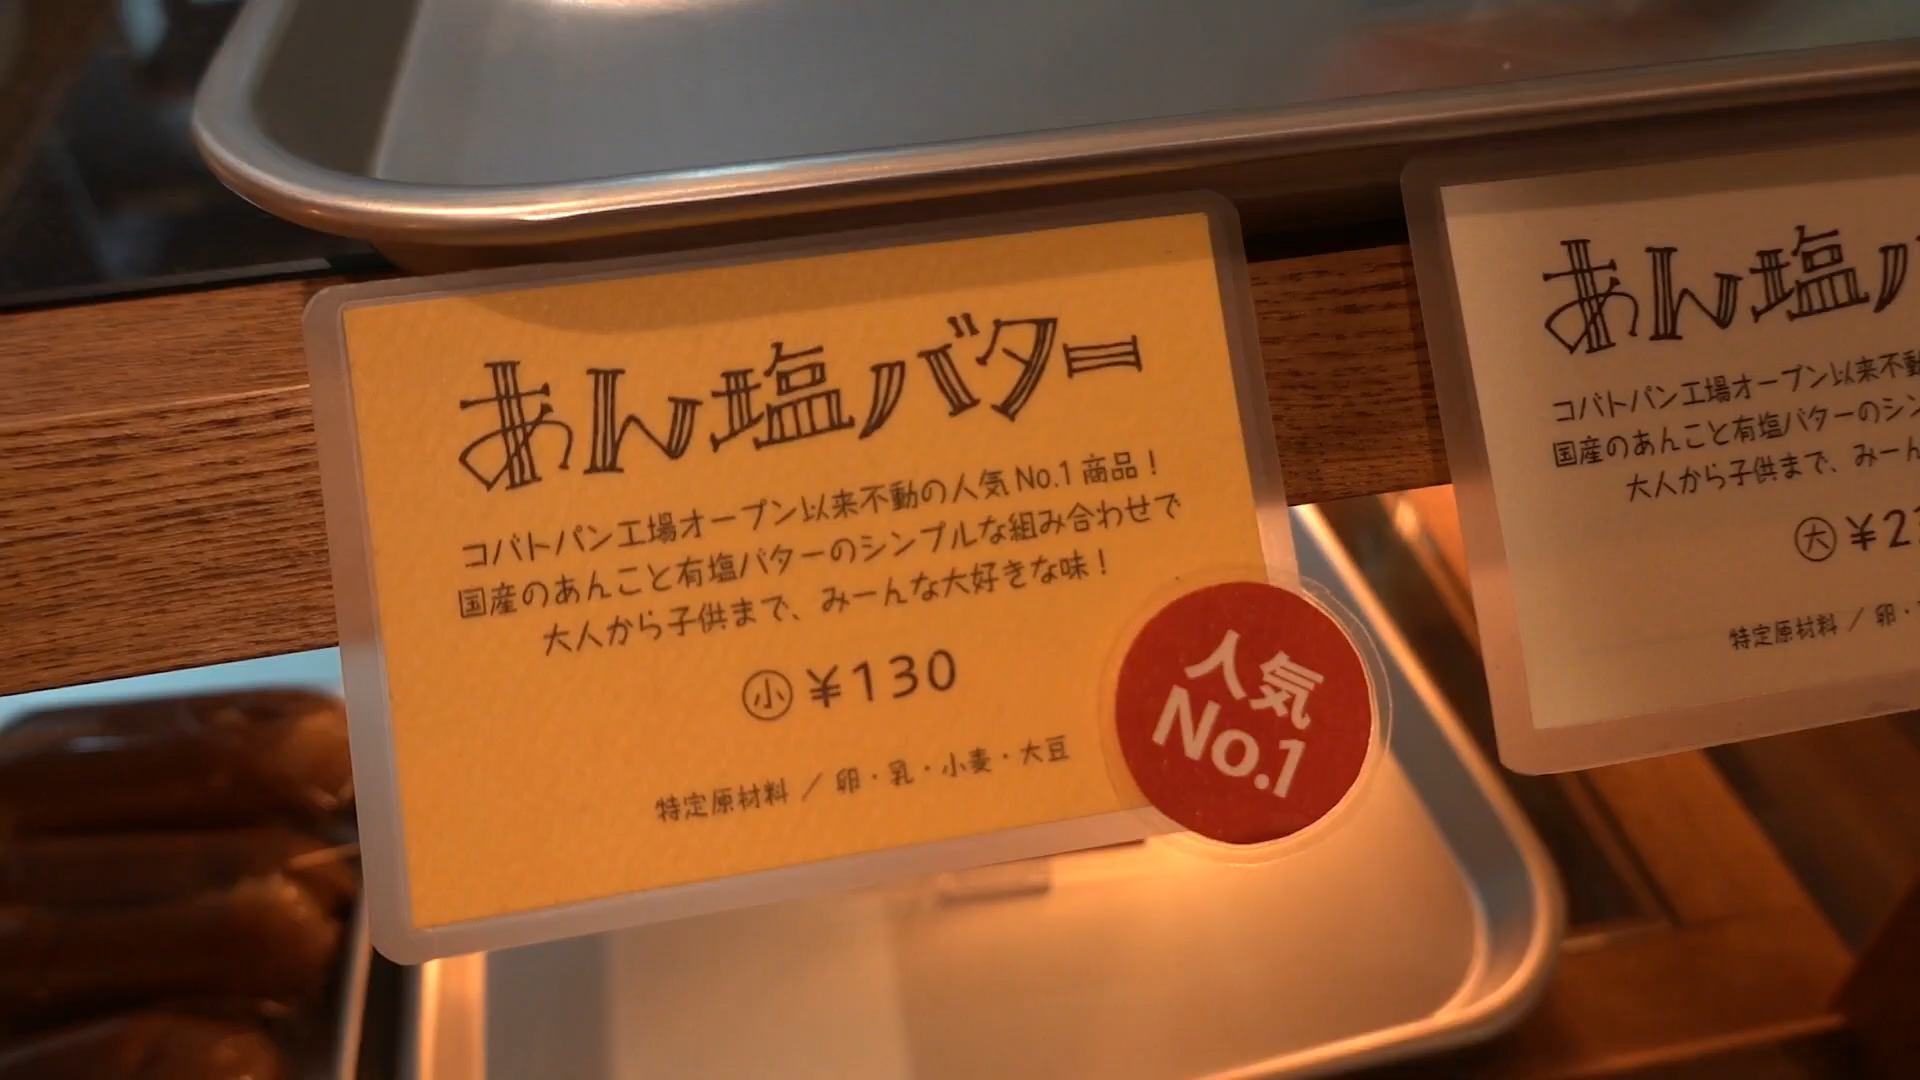 あん塩バター
コバトパン工場オープン以来不動の人気No.1商品！
国産のあんこと有塩バターのシンプルな組み合わせで
大人から子供まで、みーんな大好きな味！
小 ¥130
特定原材料 ／ 卵・乳・小麦・大豆
人気
No.1
あん塩バ
コバトパン工場オープン以来不動
国産のあんこと有塩バターのシン
大人から子供まで、みーん
大 ¥2
特定原材料 ／ 卵・